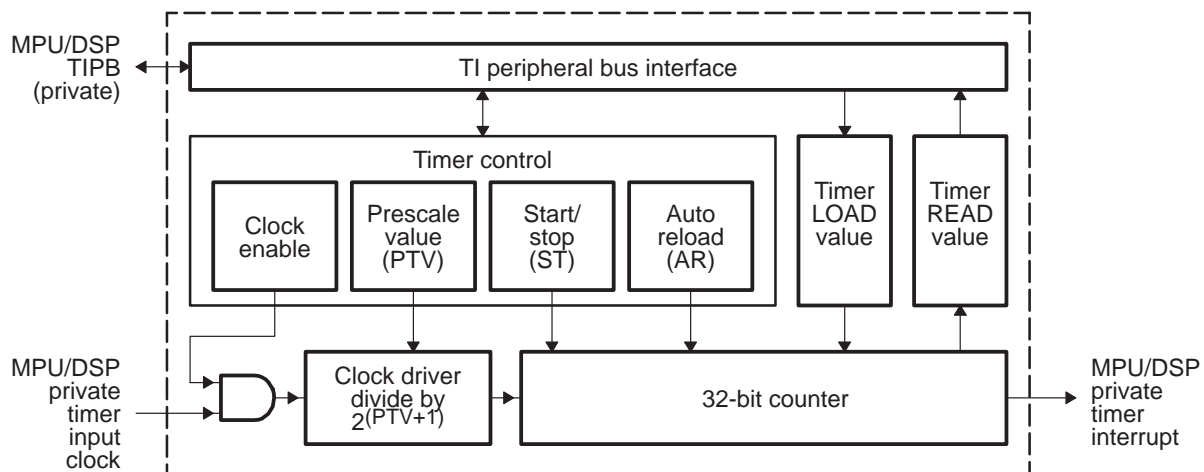 MPU/DSP
TIPB
(private)
TI peripheral bus interface
Timer control
Clock
enable
Prescale
value
(PTV)
Start/
stop
(ST)
Auto
reload
(AR)
Timer
LOAD
value
Timer
READ
value
MPU/DSP
private
timer
input
clock
Clock driver
divide by
2(PTV+1)
32-bit counter
MPU/DSP
private
timer
interrupt